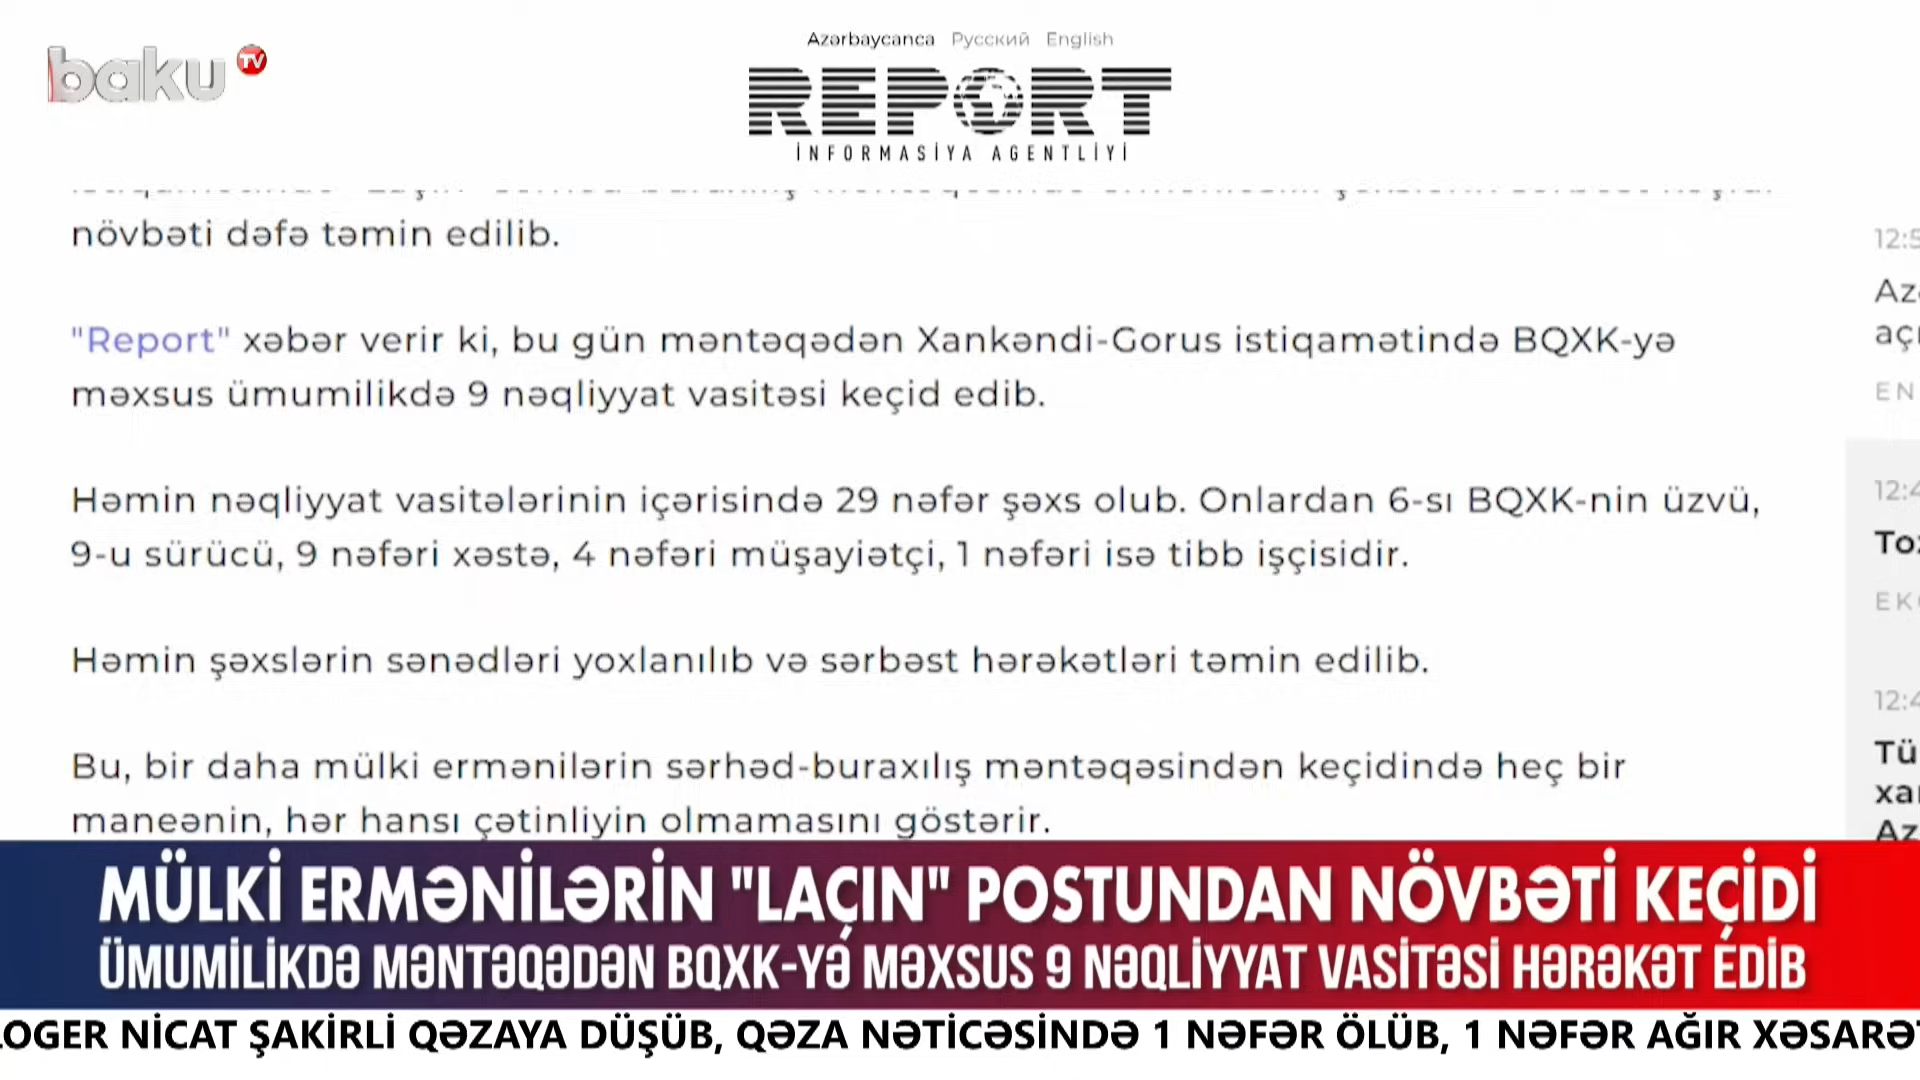 baku TV
Azərbaycanca Русский English
REPORT
İNFORMASİYA AGENTLİYİ
növbəti dəfə təmin edilib.
"Report" xəbər verir ki, bu gün məntəqədən Xankəndi-Gorus istiqamətində BQXK-yə
məxsus ümumilikdə 9 nəqliyyat vasitəsi keçid edib.
Həmin nəqliyyat vasitələrinin içərisində 29 nəfər şəxs olub. Onlardan 6-sı BQXK-nin üzvü,
9-u sürücü, 9 nəfəri xəstə, 4 nəfəri müşayiətçi, 1 nəfəri isə tibb işçisidir.
Həmin şəxslərin sənədləri yoxlanılıb və sərbəst hərəkətləri təmin edilib.
Bu, bir daha mülki ermənilərin sərhəd-buraxılış məntəqəsindən keçidində heç bir
maneənin, hər hansı çətinliyin olmamasını göstərir.
MÜLKİ ERMƏNİLƏRİN "LAÇIN" POSTUNDAN NÖVBƏTİ KEÇİDİ
ÜMUMİLİKDƏ MƏNTƏQƏDƏN BQXK-YƏ MƏXSUS 9 NƏQLİYYAT VASİTƏSİ HƏRƏKƏT EDİB
LOGER NİCAT ŞAKİRLİ QƏZAYA DÜŞÜB, QƏZA NƏTİCƏSİNDƏ 1 NƏFƏR ÖLÜB, 1 NƏFƏR AĞIR XƏSARƏT